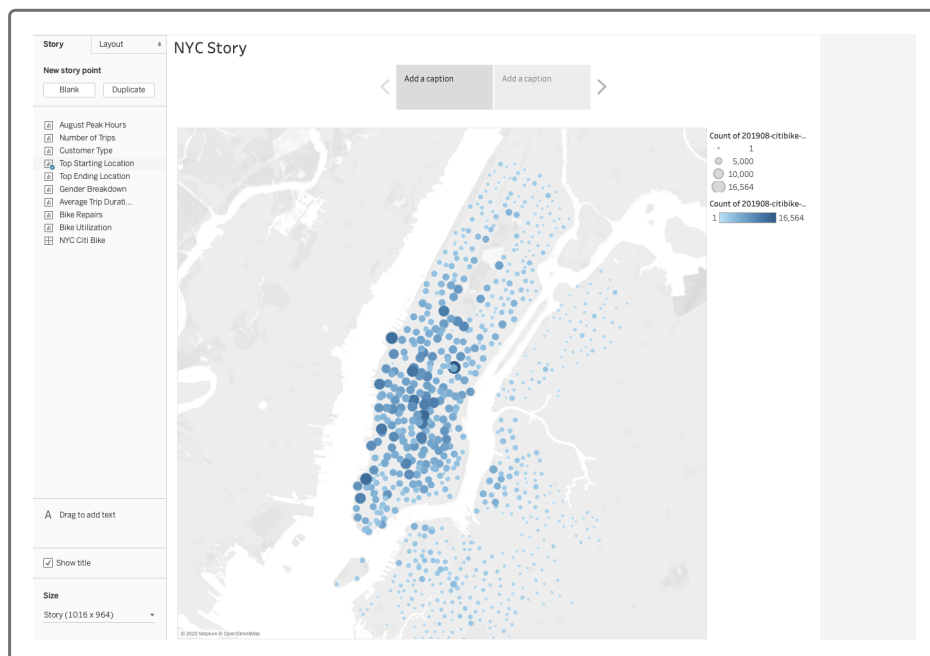 Story
Layout
NYC Story
New story point
Blank
Duplicate
Add a caption
Add a caption
August Peak Hours
Number of Trips
Customer Type
Top Starting Location
Top Ending Location
Gender Breakdown
Average Trip Durati...
Bike Repairs
Bike Utilization
NYC Citi Bike
Count of 201908-citibike-..
1
5,000
10,000
16,564
Count of 201908-citibike-..
1 16,564
A Drag to add text
Show title
Size
Story (1016 x 964)
© 2020 Mapbox © OpenStreetMap